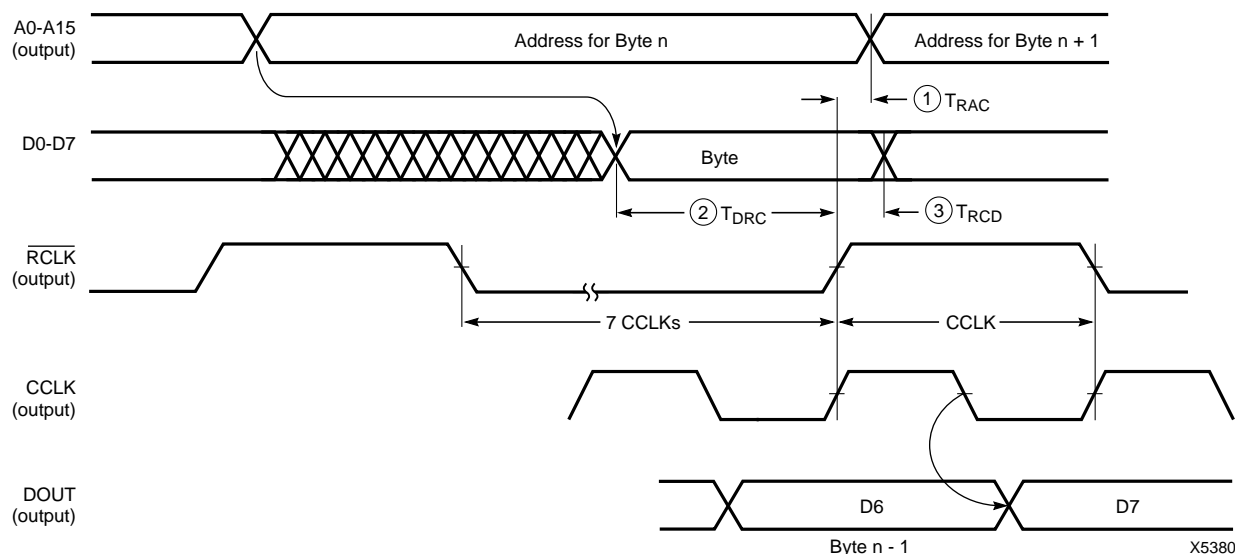 A0-A15
(output)
Address for Byte n
Address for Byte n + 1
1 TRAC
D0-D7
Byte
2 TDRC
3 TRCD
RCLK
(output)
7 CCLKs
CCLK
CCLK
(output)
DOUT
(output)
D6
D7
Byte n - 1
X5380